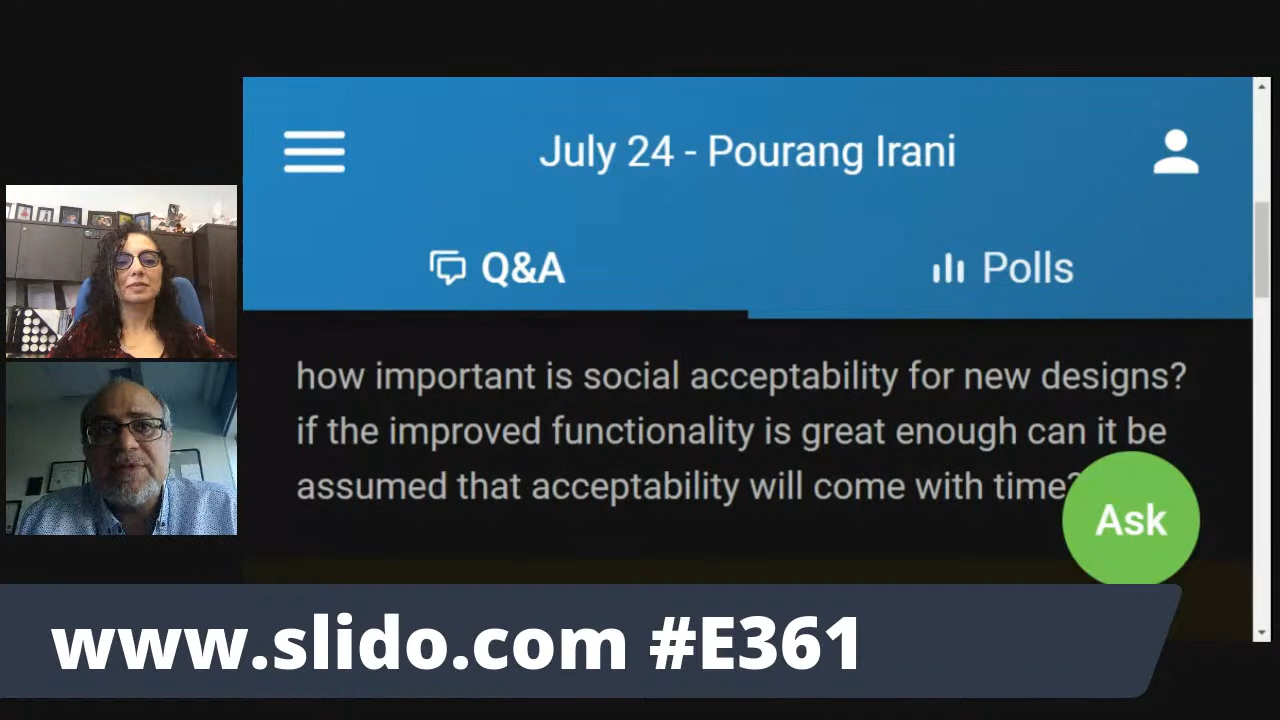 July 24 - Pourang Irani
Q&A
Polls
how important is social acceptability for new designs?
if the improved functionality is great enough can it be
assumed that acceptability will come with time?
Ask
www.slido.com #E361